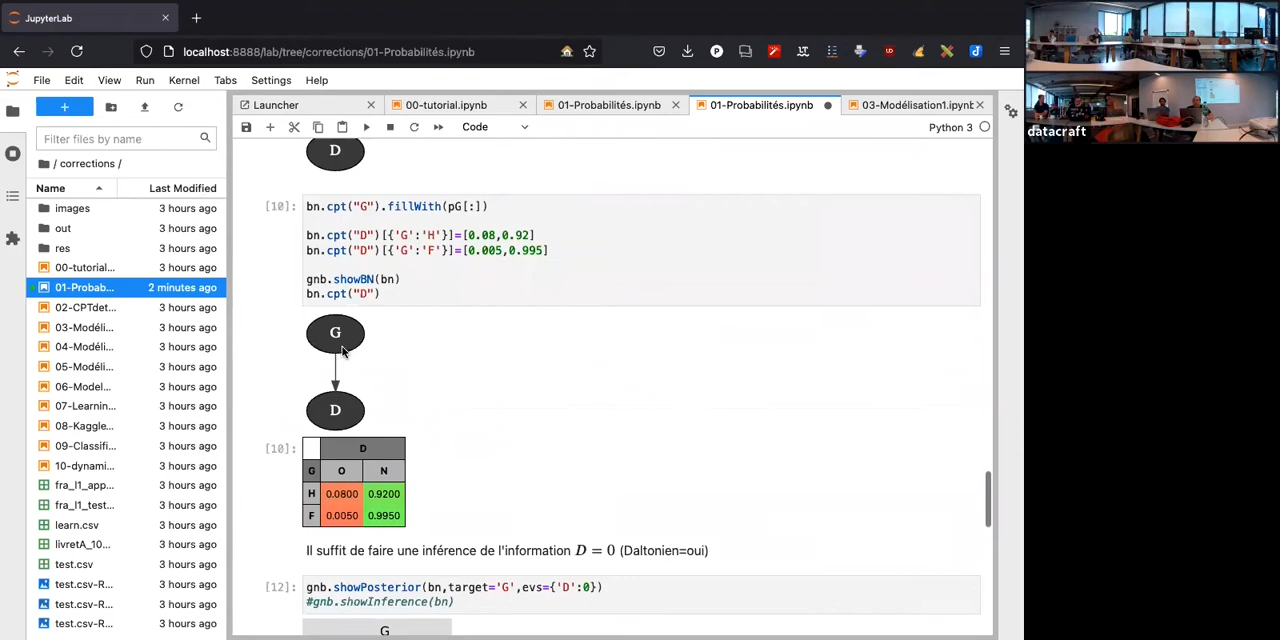 JupyterLab
localhost:8888/lab/tree/corrections/01-Probabilités.ipynb
File Edit View Run Kernel Tabs Settings Help
Launcher
00-tutorial.ipynb
01-Probabilités.ipynb
01-Probabilités.ipynb
03-Modélisation1.ipynb
Code
Python 3
Filter files by name
/ corrections /
Name Last Modified
images 3 hours ago
out 3 hours ago
res 3 hours ago
00-tutorial... 3 hours ago
01-Probab... 2 minutes ago
02-CPTdet... 3 hours ago
03-Modéli... 3 hours ago
04-Modéli... 3 hours ago
05-Modéli... 3 hours ago
06-Model... 3 hours ago
07-Learnin... 3 hours ago
08-Kaggle... 3 hours ago
09-Classifi... 3 hours ago
10-dynami... 3 hours ago
fra_l1_app... 3 hours ago
fra_l1_test... 3 hours ago
learn.csv 3 hours ago
livretA_10... 3 hours ago
test.csv 3 hours ago
test.csv-R... 3 hours ago
test.csv-R... 3 hours ago
test.csv-R... 3 hours ago
D
[10]: bn.cpt("G").fillWith(pG[:])
bn.cpt("D")[{'G':'H'}]=[0.08,0.92]
bn.cpt("D")[{'G':'F'}]=[0.005,0.995]
gnb.showBN(bn)
bn.cpt("D")
G
D
[10]:
D
G O N
H 0.0800 0.9200
F 0.0050 0.9950
Il suffit de faire une inférence de l'information D = 0 (Daltonien=oui)
[12]: gnb.showPosterior(bn,target='G',evs={'D':0})
#gnb.showInference(bn)
G
datacraft